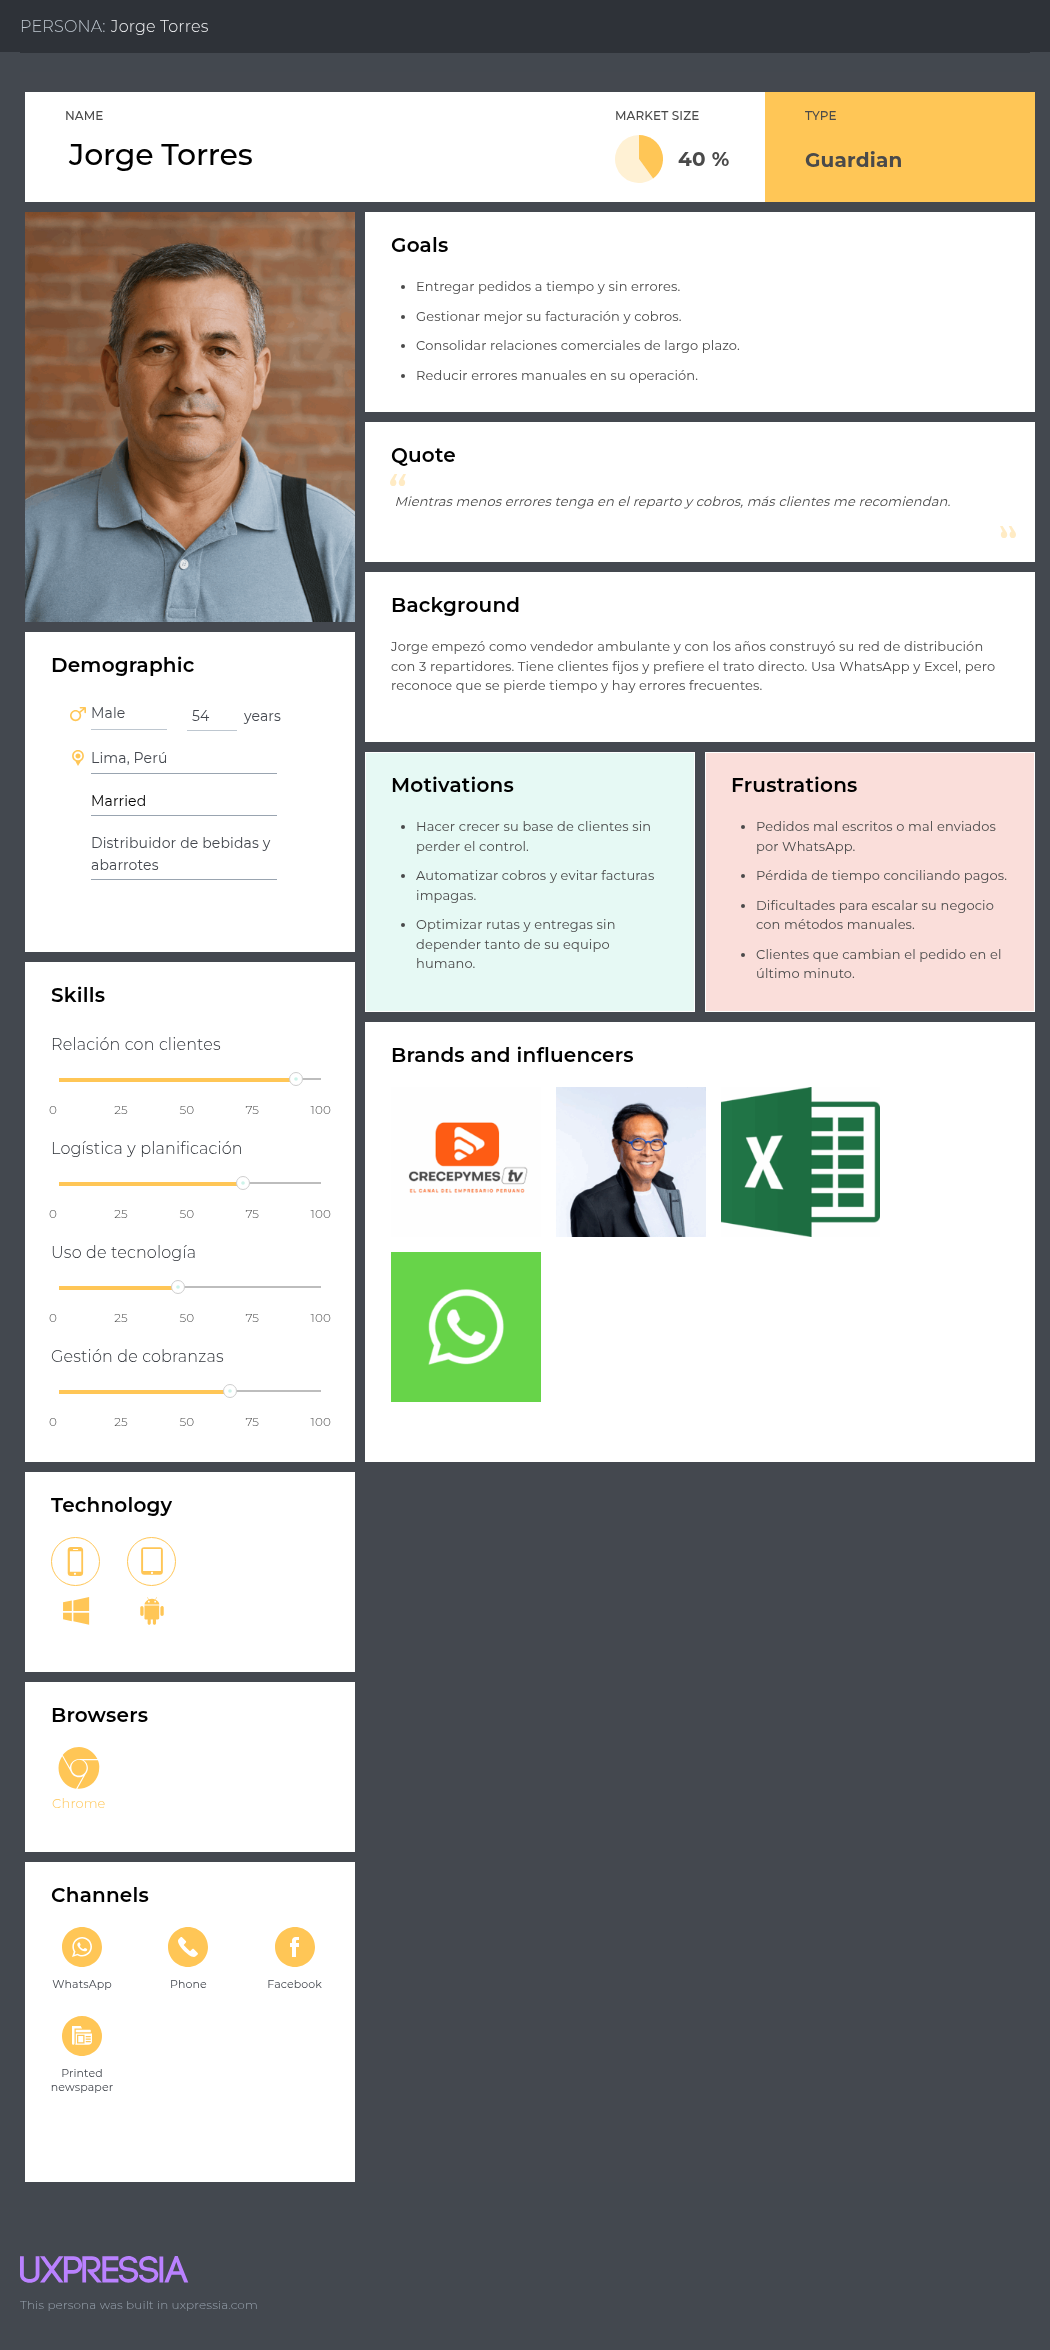 PERSONA: Jorge Torres
NAME
Jorge Torres
MARKET SIZE
40 %
TYPE
Guardian
Goals
Entregar pedidos a tiempo y sin errores.
Gestionar mejor su facturación y cobros.
Consolidar relaciones comerciales de largo plazo.
Reducir errores manuales en su operación.
Quote
“
Mientras menos errores tenga en el reparto y cobros, más clientes me recomiendan.
”
Background
Jorge empezó como vendedor ambulante y con los años construyó su red de distribución
con 3 repartidores. Tiene clientes fijos y prefiere el trato directo. Usa WhatsApp y Excel, pero
reconoce que se pierde tiempo y hay errores frecuentes.
Demographic
Male 54 years
Lima, Perú
Married
Distribuidor de bebidas y
abarrotes
Motivations
Hacer crecer su base de clientes sin
perder el control.
Automatizar cobros y evitar facturas
impagas.
Optimizar rutas y entregas sin
depender tanto de su equipo
humano.
Frustrations
Pedidos mal escritos o mal enviados
por WhatsApp.
Pérdida de tiempo conciliando pagos.
Dificultades para escalar su negocio
con métodos manuales.
Clientes que cambian el pedido en el
último minuto.
Skills
Relación con clientes
0 25 50 75 100
Logística y planificación
0 25 50 75 100
Uso de tecnología
0 25 50 75 100
Gestión de cobranzas
0 25 50 75 100
Brands and influencers
CRECEPYMES tv
EL CANAL DEL EMPRESARIO PERUANO
X
Technology
Browsers
Chrome
Channels
WhatsApp
Phone
Facebook
Printed
newspaper
UXPRESSIA
This persona was built in uxpressia.com